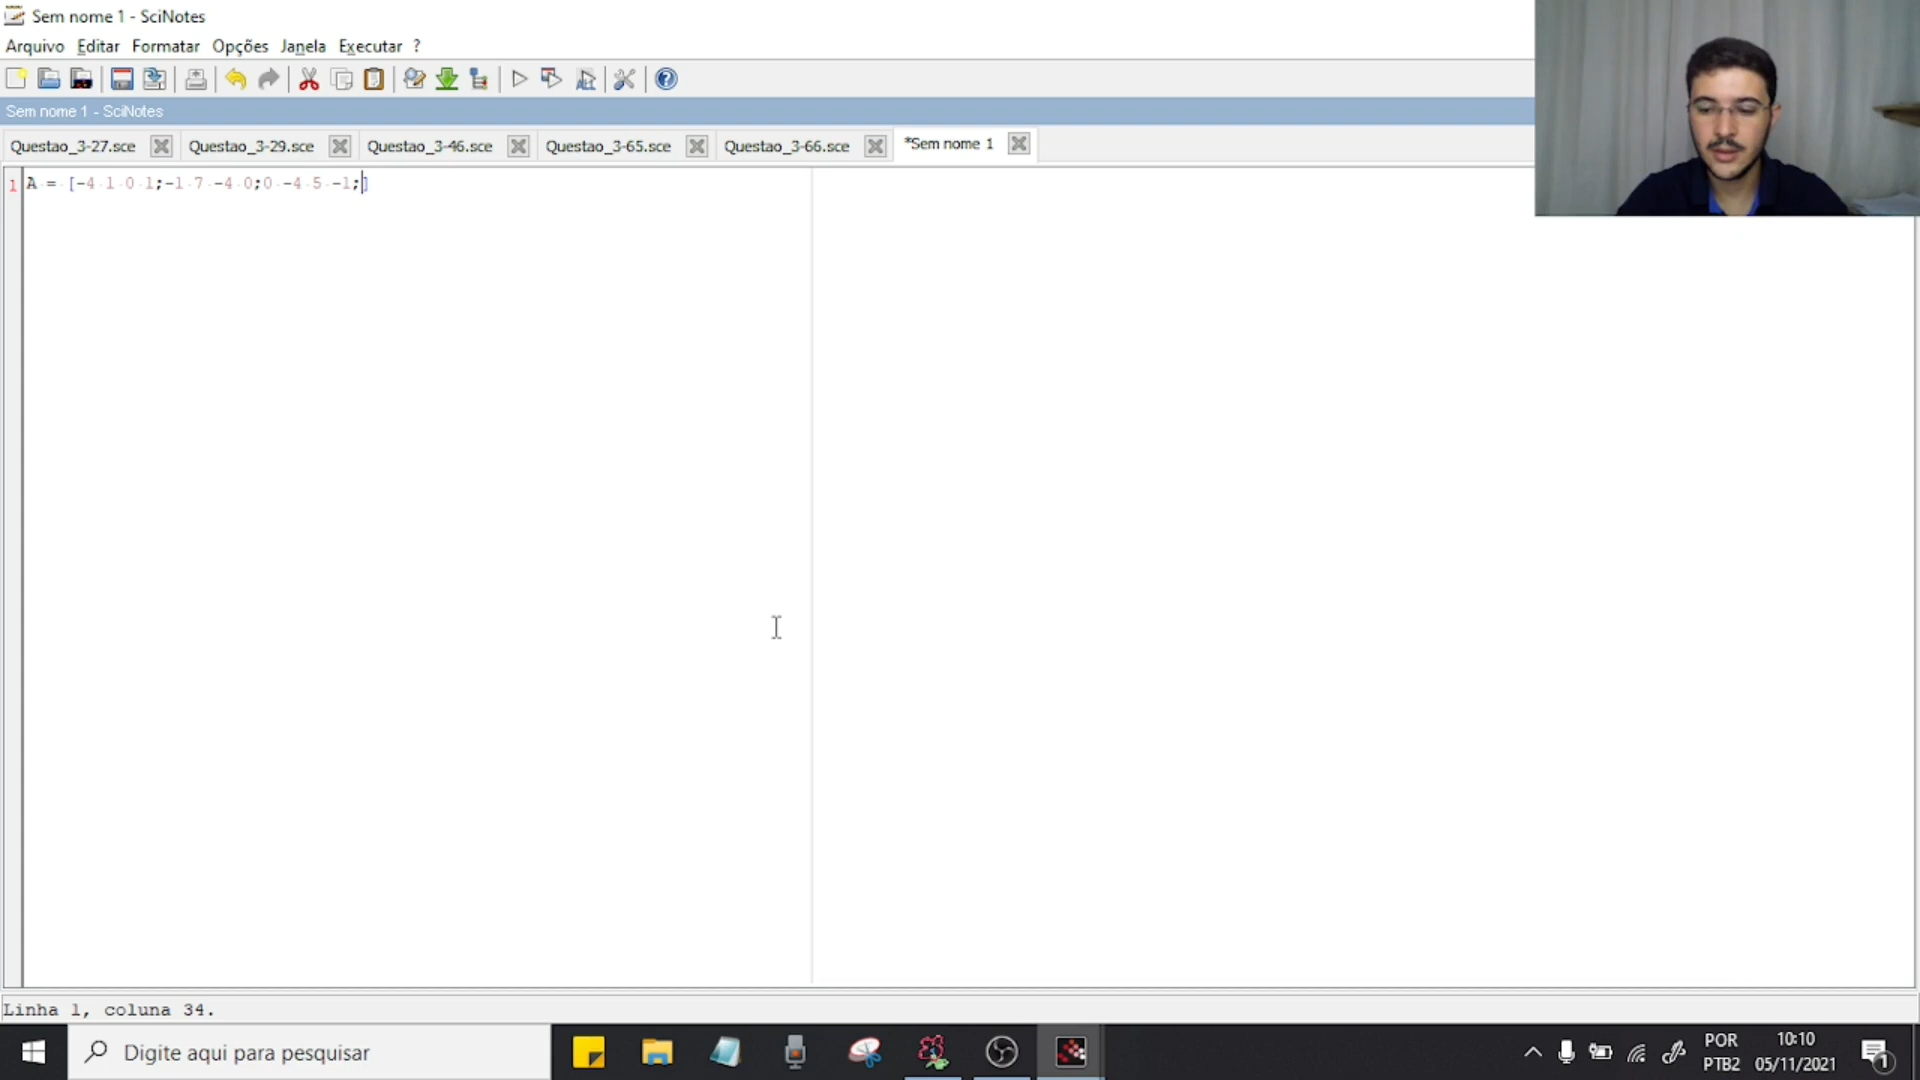 Sem nome 1 - SciNotes
Arquivo Editar Formatar Opções Janela Executar ?
Sem nome 1 - SciNotes
Questao_3-27.sce Questao_3-29.sce Questao_3-46.sce Questao_3-65.sce Questao_3-66.sce *Sem nome 1
1 A = [-4 1 0 1;-1 7 -4 0;0 -4 5 -1;]
Linha 1, coluna 34.
Digite aqui para pesquisar
POR 10:10
PTB2 05/11/2021 1